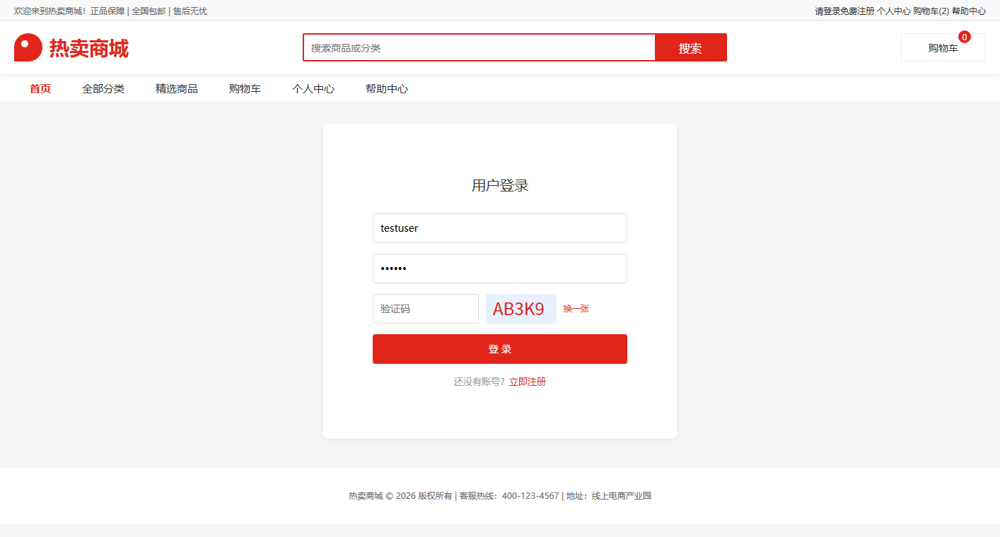 欢迎来到热卖商城！正品保障 | 全国包邮 | 售后无忧
请登录免费注册 个人中心 购物车(2) 帮助中心
热卖商城
搜索商品或分类
搜索
购物车
0
首页 全部分类 精选商品 购物车 个人中心 帮助中心
用户登录
testuser
••••••
验证码 AB3K9 换一张
登 录
还没有账号？立即注册
热卖商城 © 2026 版权所有 | 客服热线：400-123-4567 | 地址：线上电商产业园